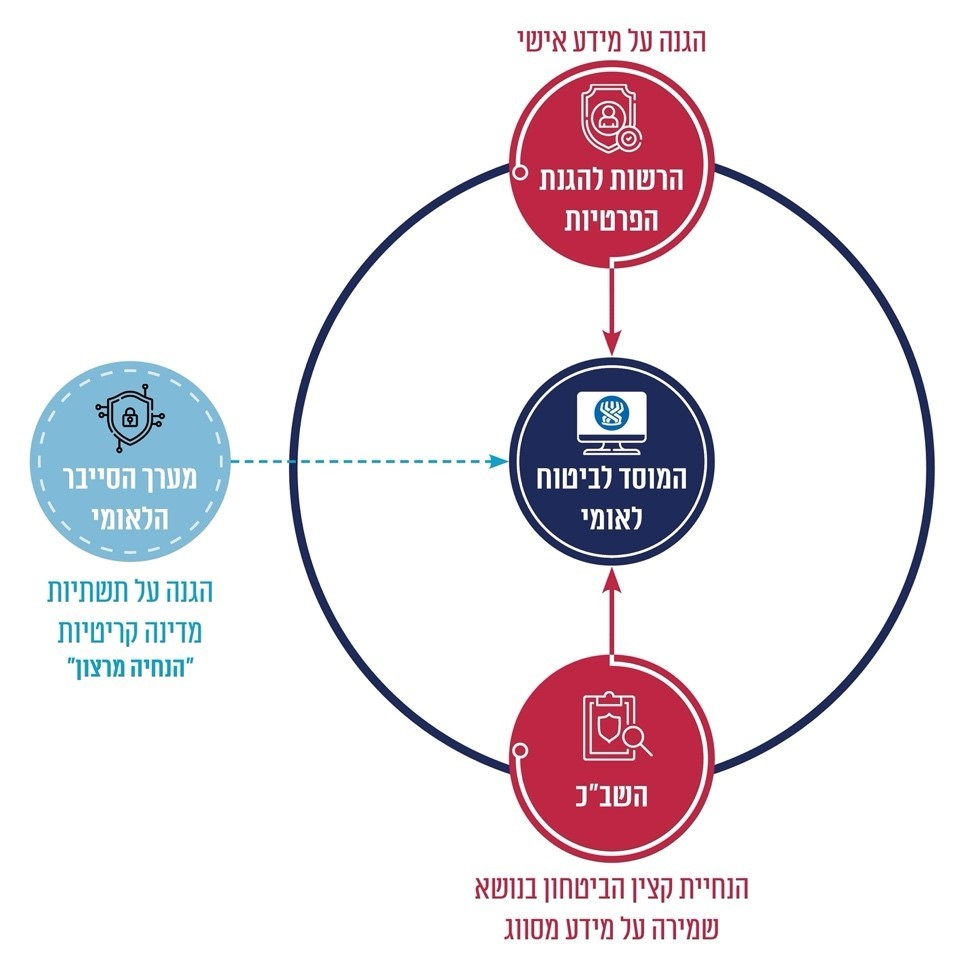 הגנה על מידע אישי
הרשות להגנת
הפרטיות
המוסד לביטוח
לאומי
מערך הסייבר
הלאומי
הגנה על תשתיות
מדינה קריטיות
"הנחיה מרצון"
השב"כ
הנחיית קצין הביטחון בנושא
שמירה על מידע מסווג